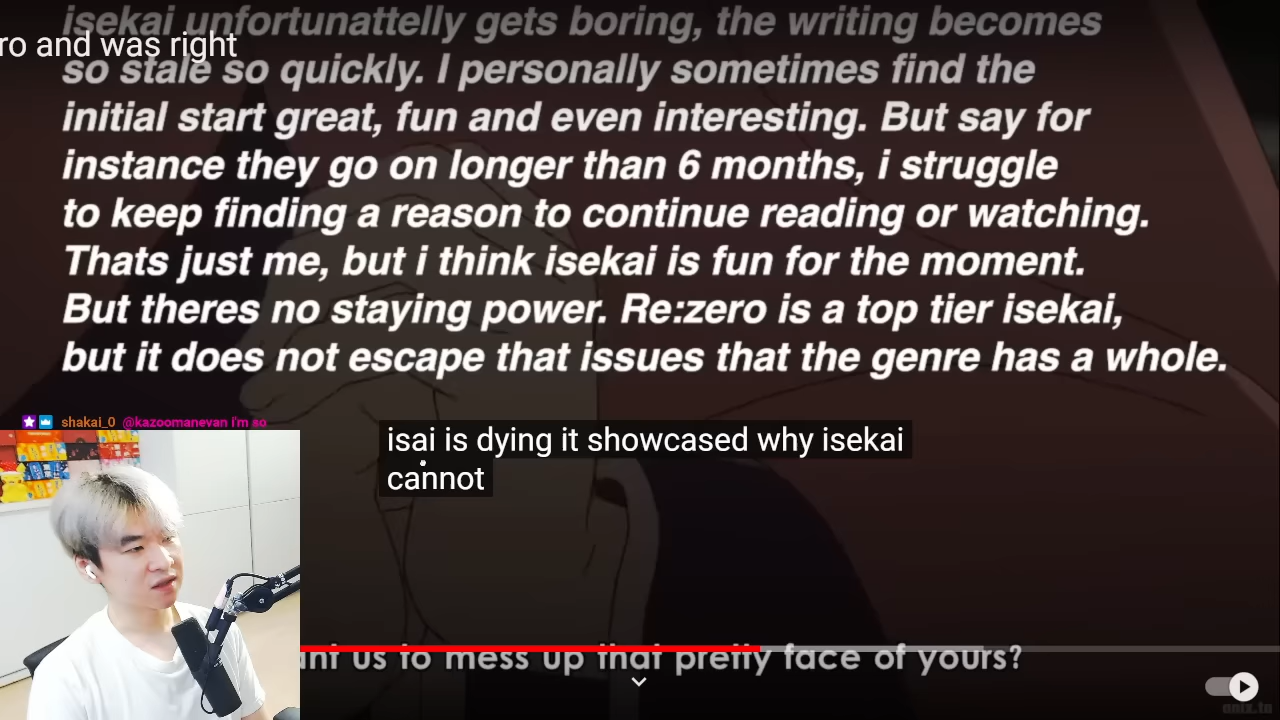 isekai unfortunattelly gets boring, the writing becomes
ro and was right
so stale so quickly. I personally sometimes find the
initial start great, fun and even interesting. But say for
instance they go on longer than 6 months, i struggle
to keep finding a reason to continue reading or watching.
Thats just me, but i think isekai is fun for the moment.
But theres no staying power. Re:zero is a top tier isekai,
but it does not escape that issues that the genre has a whole.
shakai_0 @kazoomanevan i'm so
isai is dying it showcased why isekai
cannot
ant us to mess up that pretty face of yours?